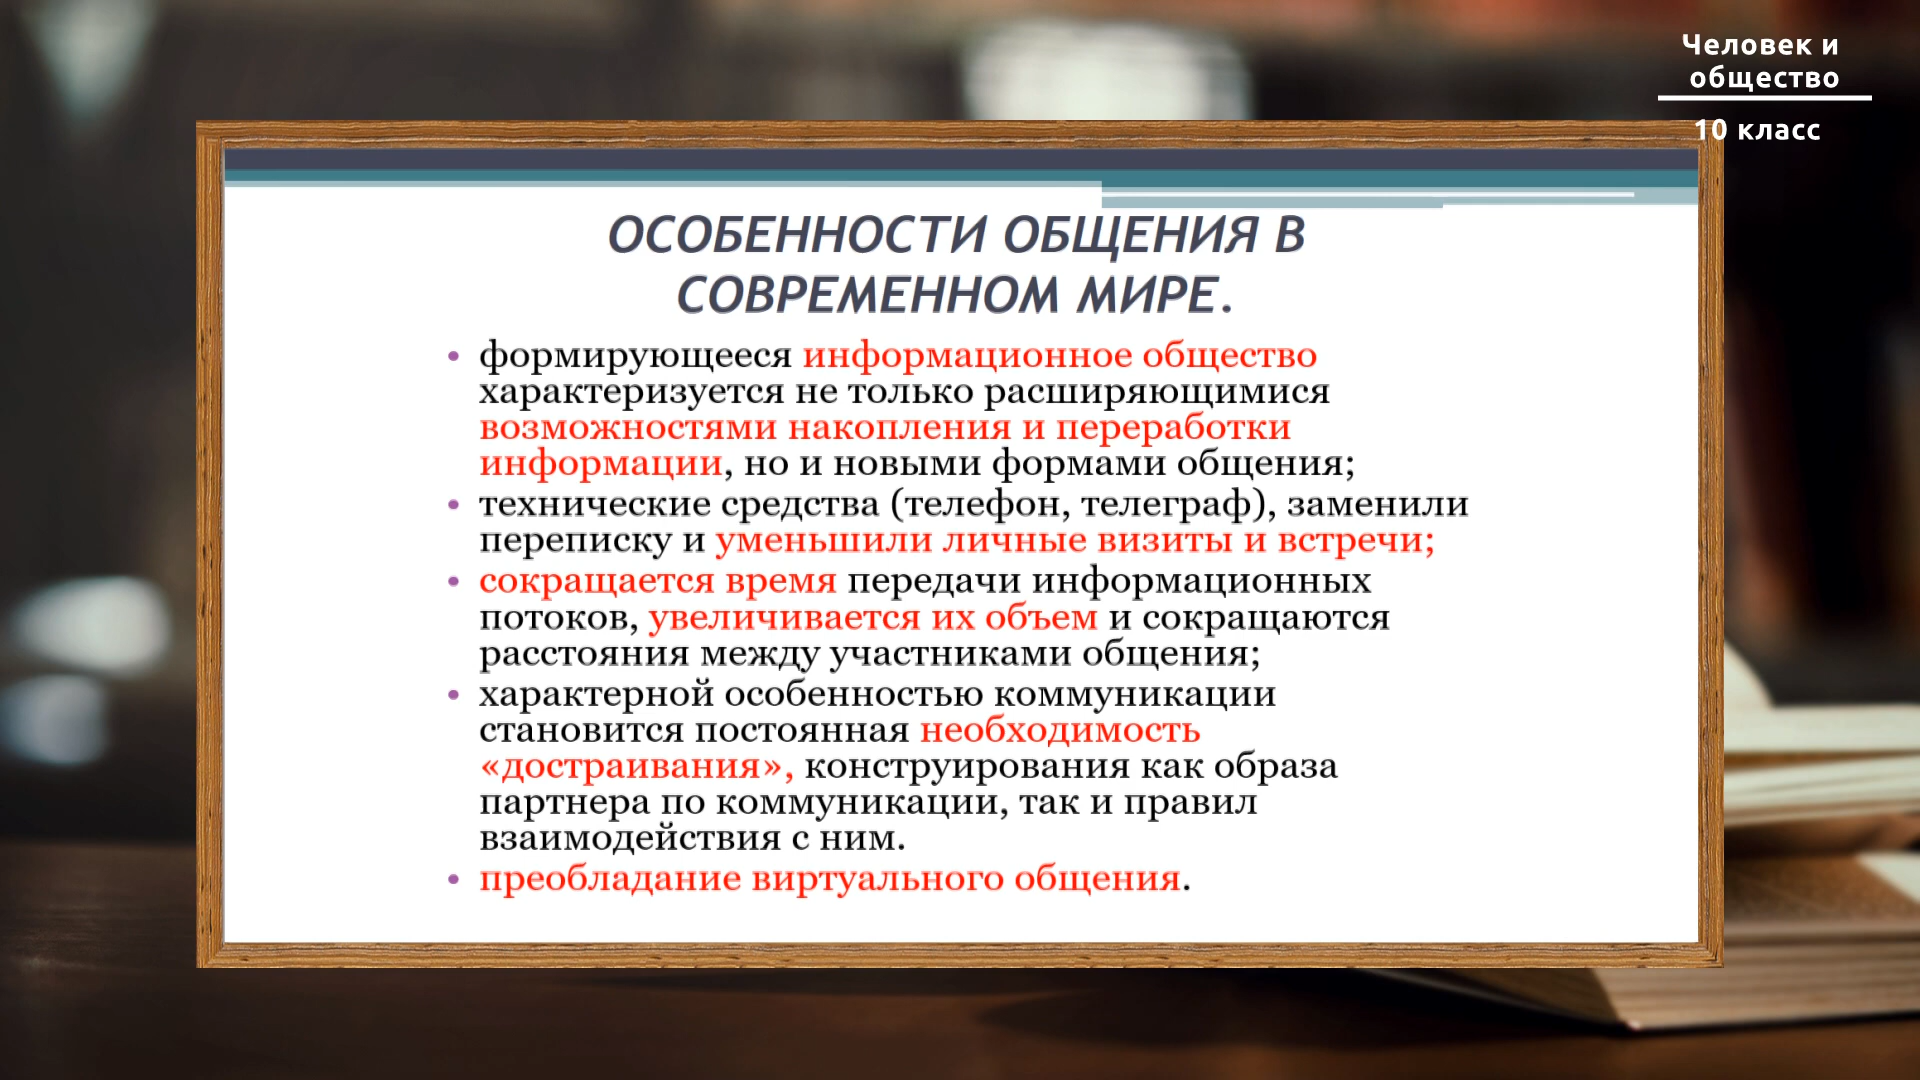 Человек и
общество
10 класс
ОСОБЕННОСТИ ОБЩЕНИЯ В
СОВРЕМЕННОМ МИРЕ.
• формирующееся информационное общество
характеризуется не только расширяющимися
возможностями накопления и переработки
информации, но и новыми формами общения;
• технические средства (телефон, телеграф), заменили
переписку и уменьшили личные визиты и встречи;
• сокращается время передачи информационных
потоков, увеличивается их объем и сокращаются
расстояния между участниками общения;
• характерной особенностью коммуникации
становится постоянная необходимость
«достраивания», конструирования как образа
партнера по коммуникации, так и правил
взаимодействия с ним.
• преобладание виртуального общения.